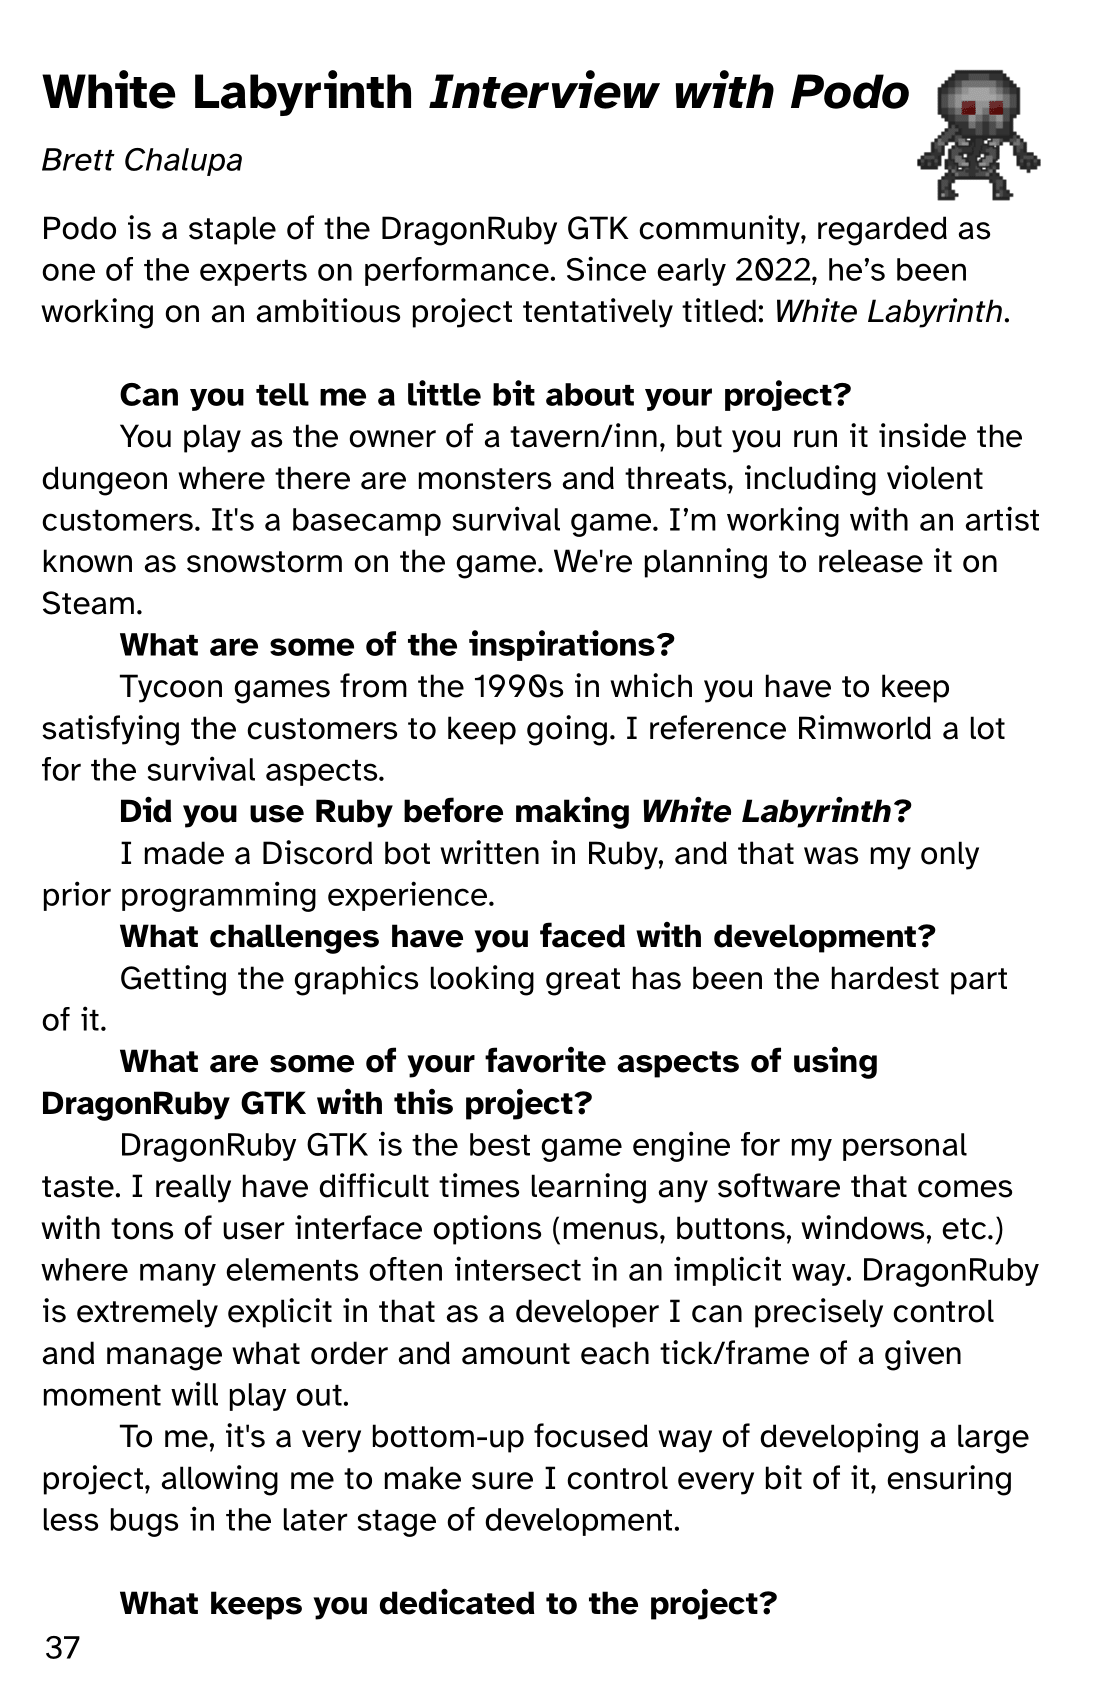 White Labyrinth Interview with Podo
Brett Chalupa
Podo is a staple of the DragonRuby GTK community, regarded as
one of the experts on performance. Since early 2022, he’s been
working on an ambitious project tentatively titled: White Labyrinth.
Can you tell me a little bit about your project?
You play as the owner of a tavern/inn, but you run it inside the
dungeon where there are monsters and threats, including violent
customers. It's a basecamp survival game. I’m working with an artist
known as snowstorm on the game. We're planning to release it on
Steam.
What are some of the inspirations?
Tycoon games from the 1990s in which you have to keep
satisfying the customers to keep going. I reference Rimworld a lot
for the survival aspects.
Did you use Ruby before making White Labyrinth?
I made a Discord bot written in Ruby, and that was my only
prior programming experience.
What challenges have you faced with development?
Getting the graphics looking great has been the hardest part
of it.
What are some of your favorite aspects of using
DragonRuby GTK with this project?
DragonRuby GTK is the best game engine for my personal
taste. I really have difficult times learning any software that comes
with tons of user interface options (menus, buttons, windows, etc.)
where many elements often intersect in an implicit way. DragonRuby
is extremely explicit in that as a developer I can precisely control
and manage what order and amount each tick/frame of a given
moment will play out.
To me, it's a very bottom-up focused way of developing a large
project, allowing me to make sure I control every bit of it, ensuring
less bugs in the later stage of development.
What keeps you dedicated to the project?
37